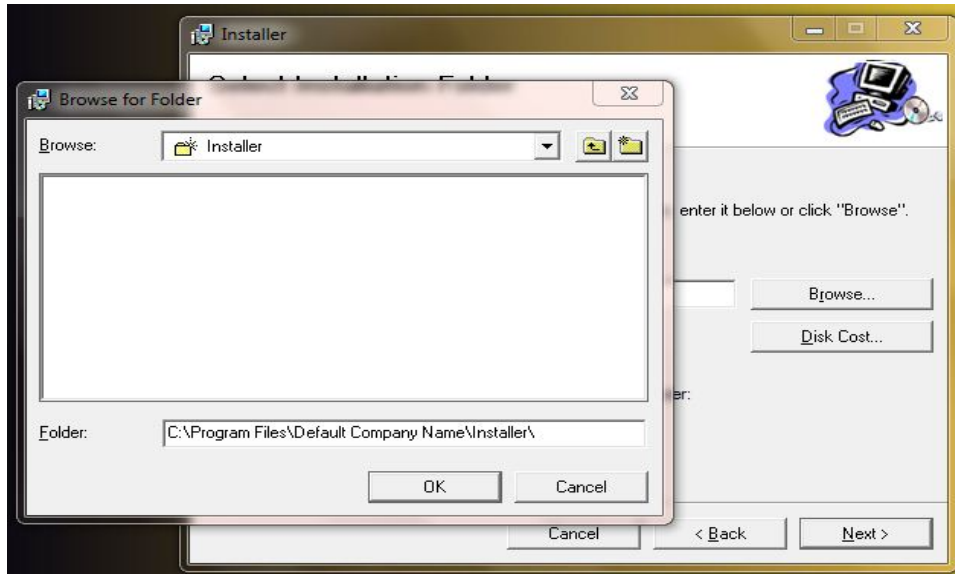 Installer
Browse for Folder
Browse:
Installer
enter it below or click "Browse".
Browse...
Disk Cost...
er:
Folder:
C:\Program Files\Default Company Name\Installer\
OK
Cancel
Cancel
< Back
Next >